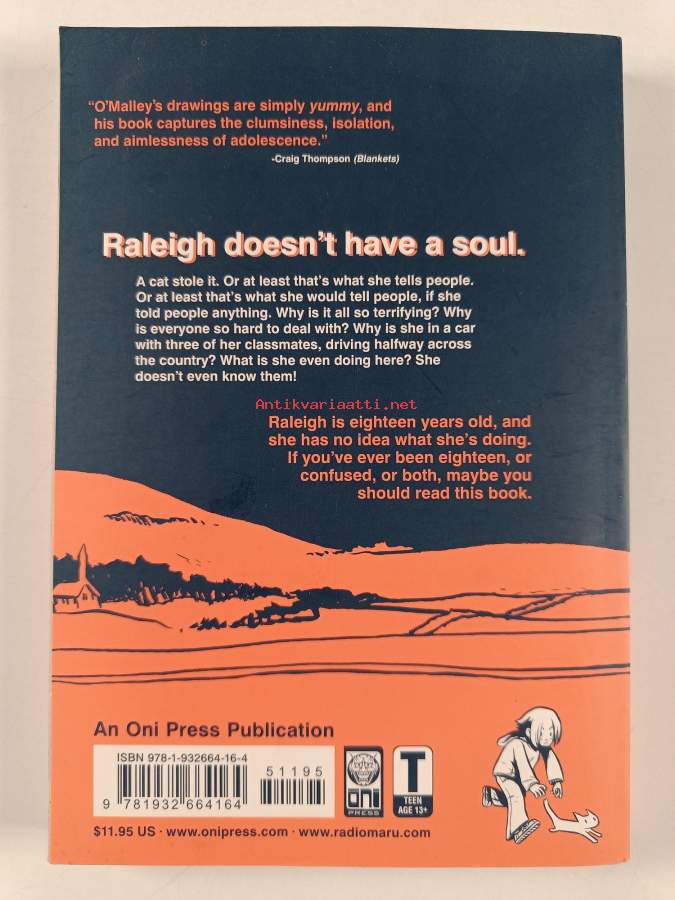 “O’Malley’s drawings are simply yummy, and
his book captures the clumsiness, isolation,
and aimlessness of adolescence.”
-Craig Thompson (Blankets)
Raleigh doesn’t have a soul.
A cat stole it. Or at least that’s what she tells people.
Or at least that’s what she would tell people, if she
told people anything. Why is it all so terrifying? Why
is everyone so hard to deal with? Why is she in a car
with three of her classmates, driving halfway across
the country? What is she even doing here? She
doesn’t even know them!
Antikvariaatti.net
Raleigh is eighteen years old, and
she has no idea what she’s doing.
If you’ve ever been eighteen, or
confused, or both, maybe you
should read this book.
An Oni Press Publication
ISBN 978-1-932664-16-4
51195
9 781932 664164
oni
PRESS
T
TEEN
AGE 13+
$11.95 US · www.onipress.com · www.radiomaru.com